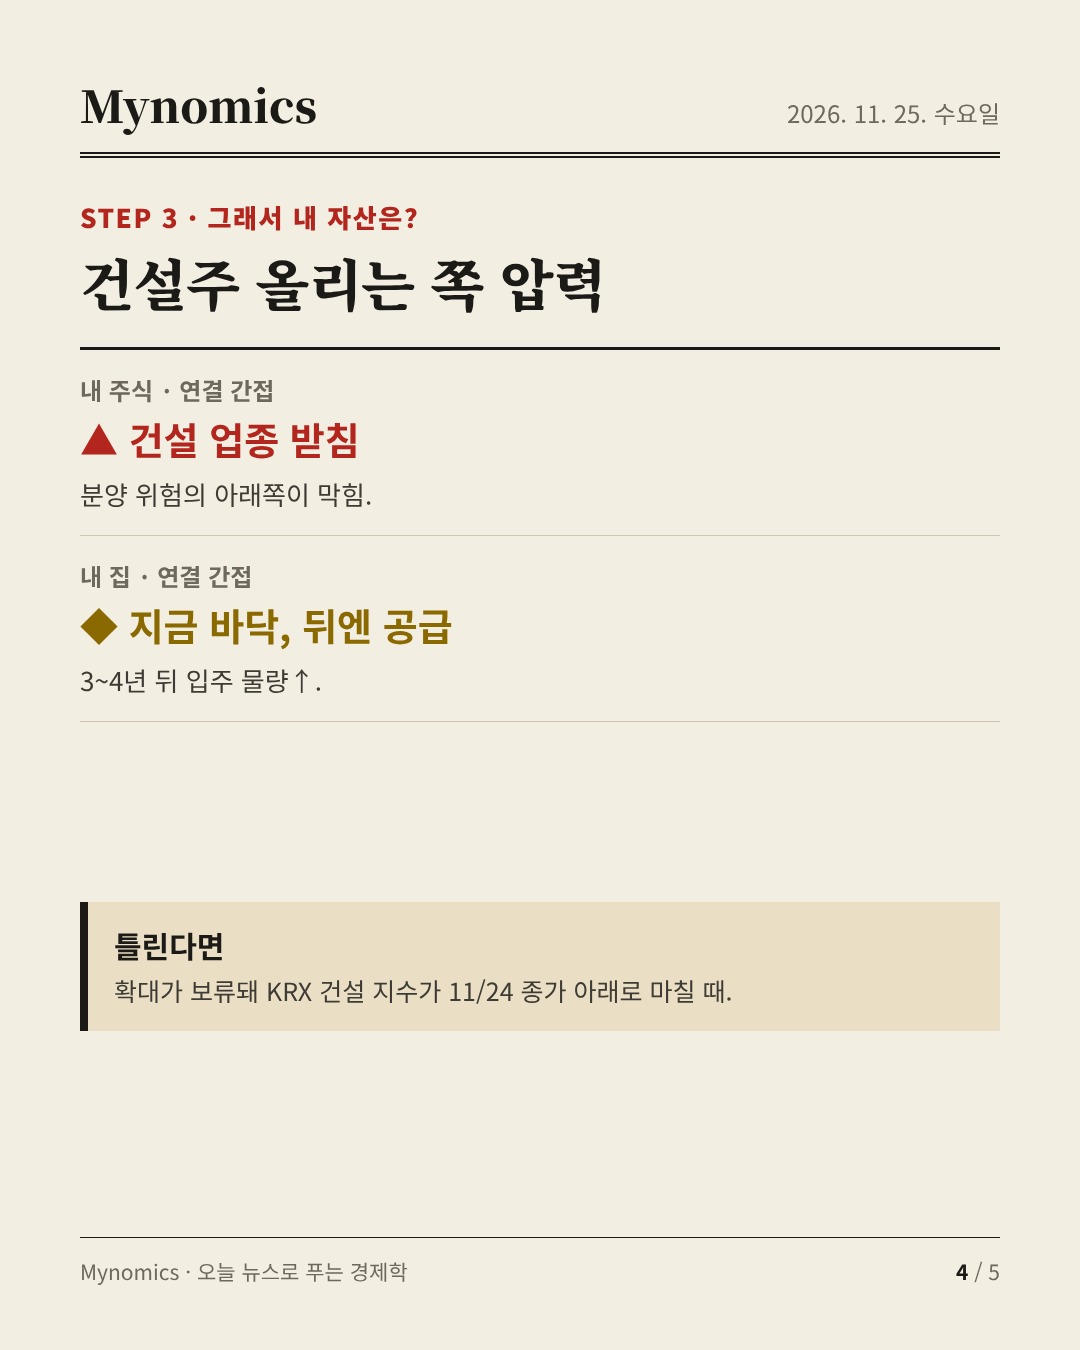 Mynomics
2026. 11. 25. 수요일
STEP 3 · 그래서 내 자산은?
건설주 올리는 쪽 압력
내 주식 · 연결 간접
▲ 건설 업종 받침
분양 위험의 아래쪽이 막힘.
내 집 · 연결 간접
◆ 지금 바닥, 뒤엔 공급
3~4년 뒤 입주 물량↑.
틀린다면
확대가 보류돼 KRX 건설 지수가 11/24 종가 아래로 마칠 때.
Mynomics · 오늘 뉴스로 푸는 경제학
4 / 5